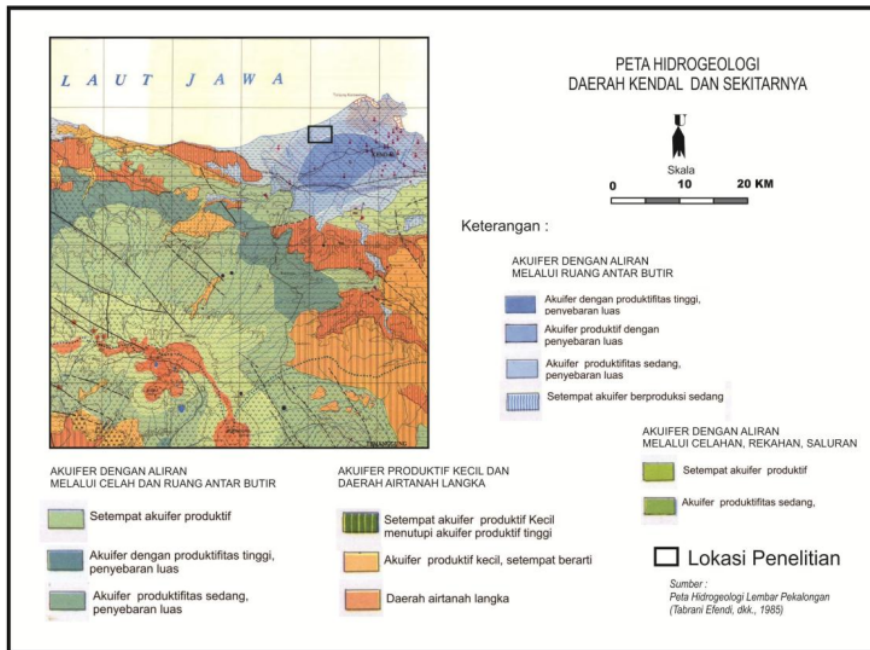 PETA HIDROGEOLOGI
DAERAH KENDAL DAN SEKITARNYA
LAUT JAWA
U
Skala
0 10 20 KM
Keterangan :
AKUIFER DENGAN ALIRAN
MELALUI RUANG ANTAR BUTIR
Akuifer dengan produktifitas tinggi,
penyebaran luas
Akuifer produktif dengan
penyebaran luas
Akuifer produktifitas sedang,
penyebaran luas
Setempat akuifer berproduksi sedang
AKUIFER DENGAN ALIRAN
MELALUI CELAHAN, REKAHAN, SALURAN
Setempat akuifer produktif
Akuifer produktifitas sedang,
AKUIFER DENGAN ALIRAN
MELALUI CELAH DAN RUANG ANTAR BUTIR
Setempat akuifer produktif
Akuifer dengan produktifitas tinggi,
penyebaran luas
Akuifer produktifitas sedang,
penyebaran luas
AKUIFER PRODUKTIF KECIL DAN
DAERAH AIRTANAH LANGKA
Setempat akuifer produktif Kecil
menutupi akuifer produktif tinggi
Akuifer produktif kecil, setempat berarti
Daerah airtanah langka
Lokasi Penelitian
Sumber :
Peta Hidrogeologi Lembar Pekalongan
(Tabrani Efendi, dkk., 1985)